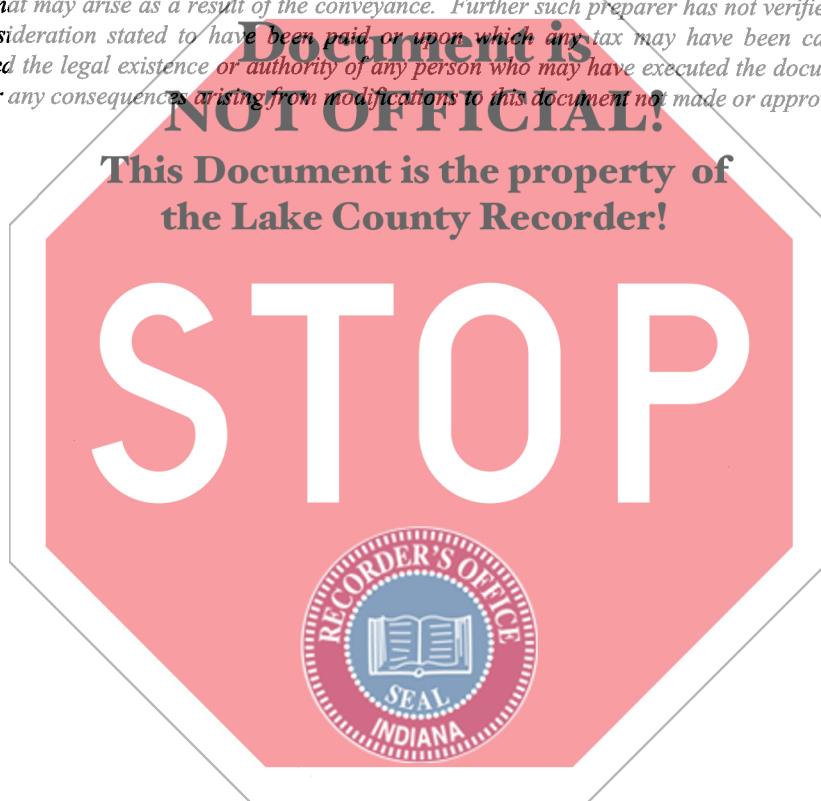 at may arise as a result of the conveyance. Further such preparer has not verifie
sideration stated to have been paid or upon which any tax may have been ca
d the legal existence or authority of any person who may have executed the docu
any consequences arising from modifications to this document not made or approv
Document is
NOT OFFICIAL!
This Document is the property of
the Lake County Recorder!
STOP
RECORDER'S OFFICE
SEAL
INDIANA